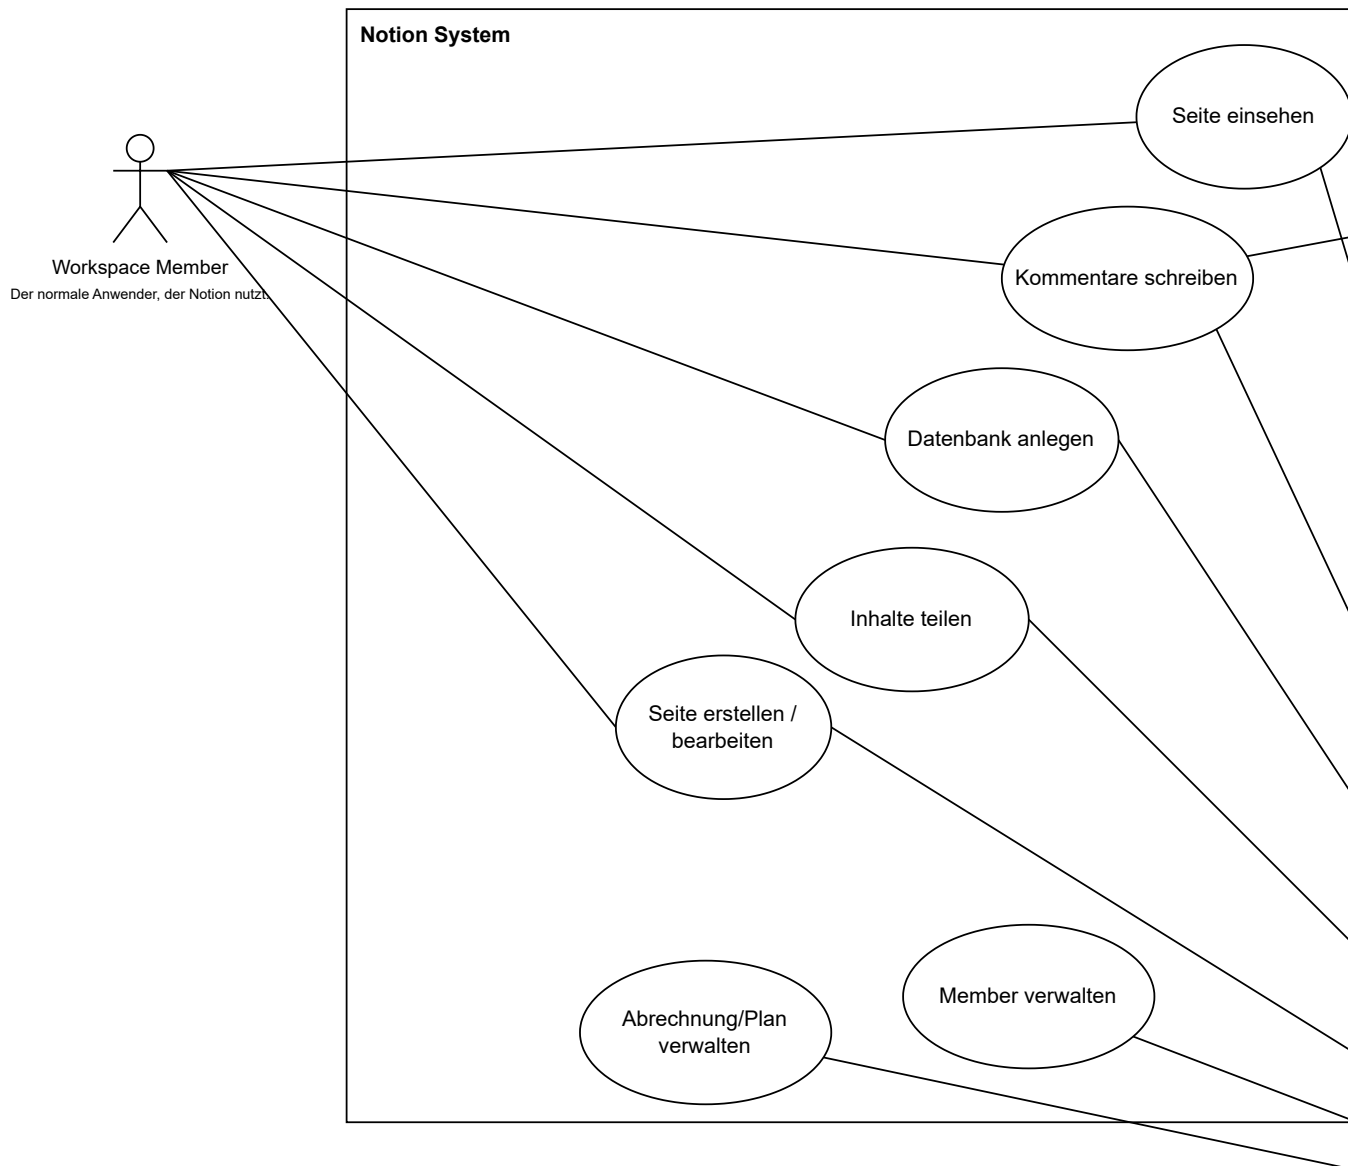 Notion System
Seite einsehen
Workspace Member
Der normale Anwender, der Notion nutzt.
Kommentare schreiben
Datenbank anlegen
Inhalte teilen
Seite erstellen /
bearbeiten
Member verwalten
Abrechnung/Plan
verwalten